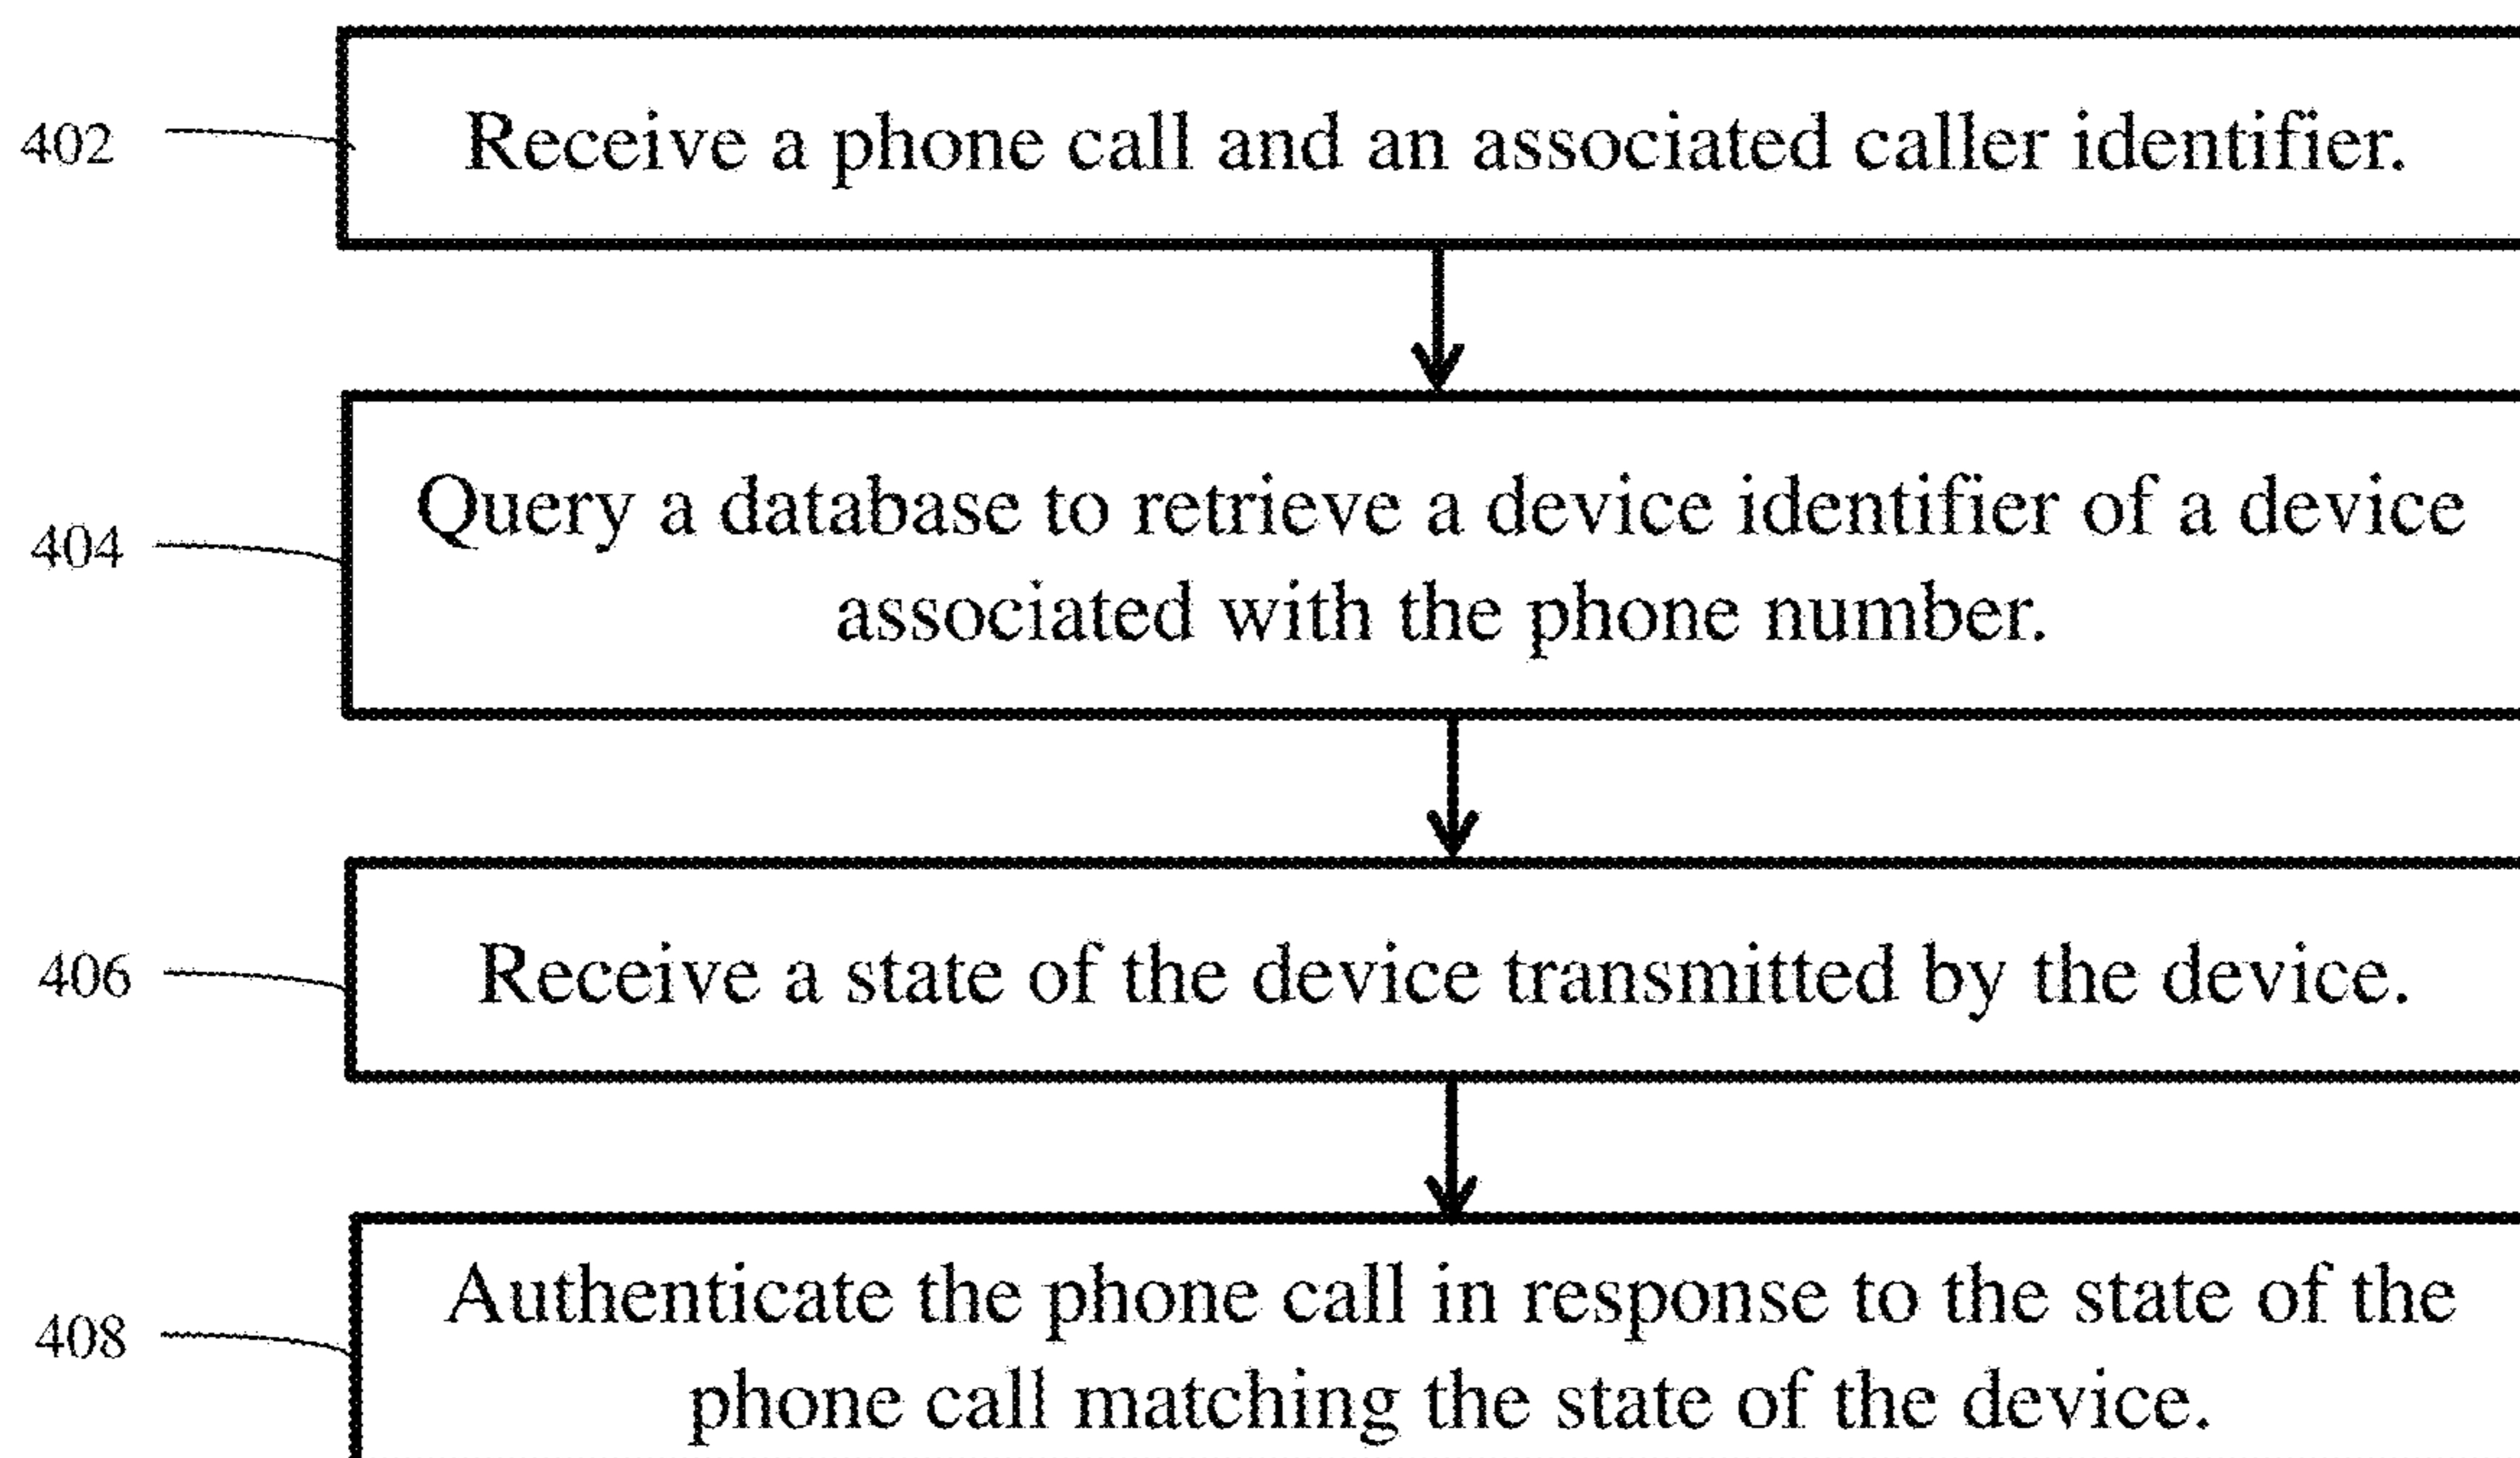 402
Receive a phone call and an associated caller identifier.
404
Query a database to retrieve a device identifier of a device
associated with the phone number.
406
Receive a state of the device transmitted by the device.
408
Authenticate the phone call in response to the state of the
phone call matching the state of the device.